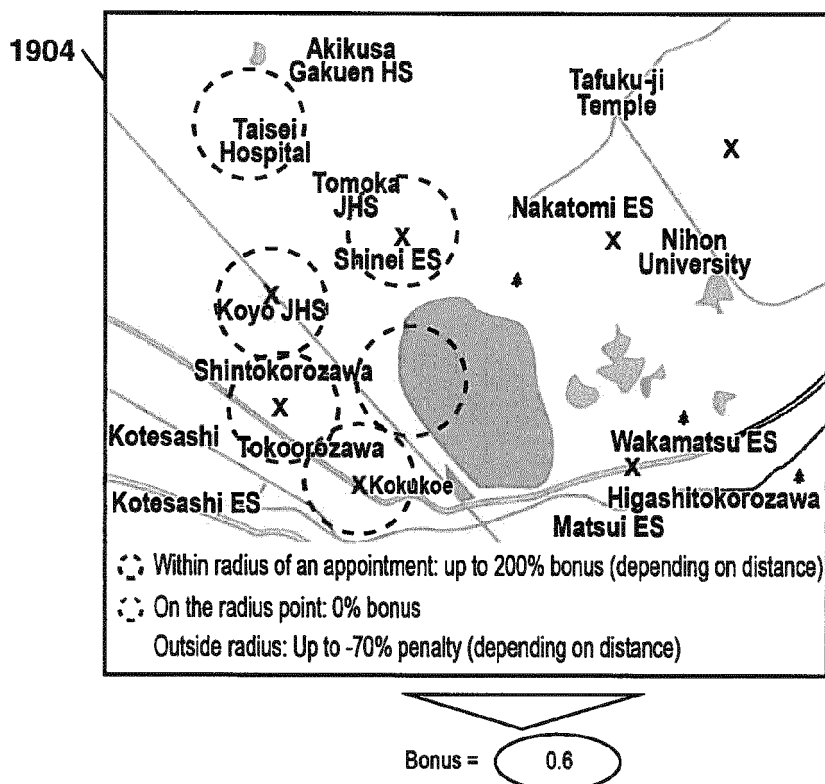 1904
Akikusa
Gakuen HS
Tafuku-ji
Temple
X
Taisei
Hospital
Tomoka
JHS
Nakatomi ES
X
X
Nihon
University
Shinei ES
X
Koyo JHS
Shintokorozawa
X
Kotesashi
Tokoorozawa
Wakamatsu ES
X
X Kokukoe
Kotesashi ES
Higashitokorozawa
Matsui ES
Within radius of an appointment: up to 200% bonus (depending on distance)
On the radius point: 0% bonus
Outside radius: Up to -70% penalty (depending on distance)
Bonus = 0.6